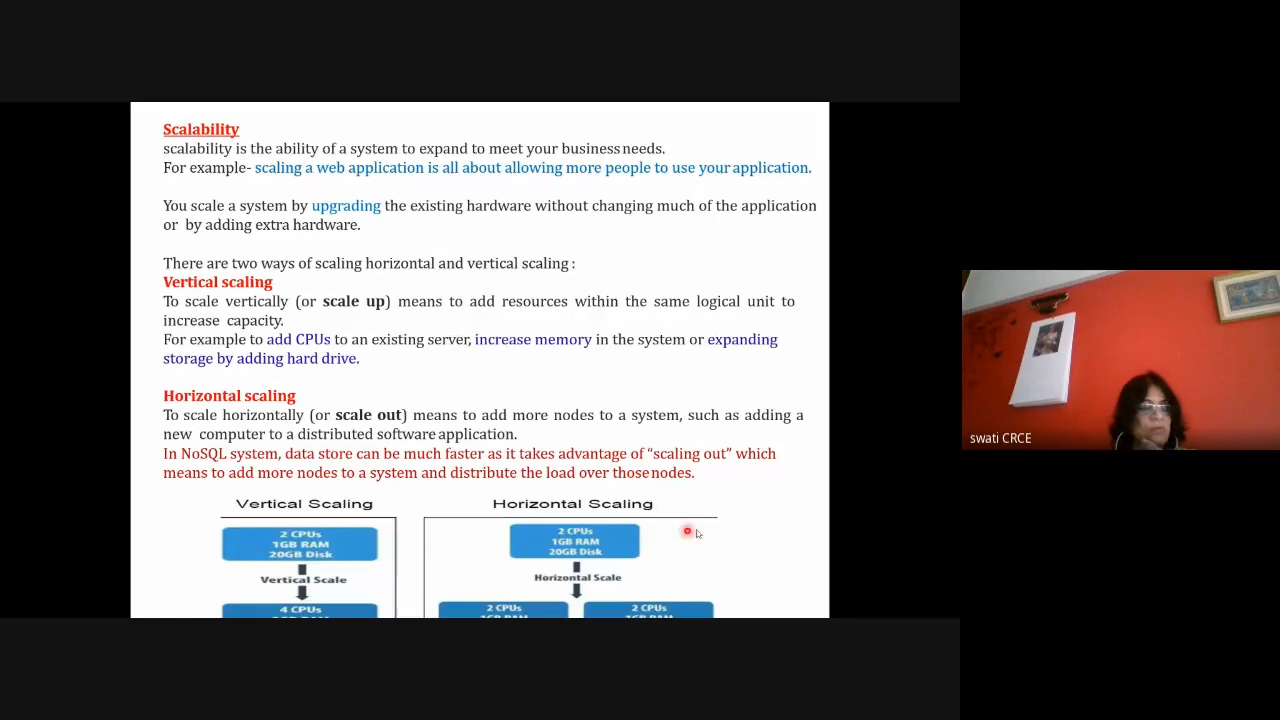 Scalability
scalability is the ability of a system to expand to meet your business needs.
For example- scaling a web application is all about allowing more people to use your application.
You scale a system by upgrading the existing hardware without changing much of the application
or by adding extra hardware.
There are two ways of scaling horizontal and vertical scaling :
Vertical scaling
To scale vertically (or scale up) means to add resources within the same logical unit to
increase capacity.
For example to add CPUs to an existing server, increase memory in the system or expanding
storage by adding hard drive.
Horizontal scaling
To scale horizontally (or scale out) means to add more nodes to a system, such as adding a
new computer to a distributed software application.
In NoSQL system, data store can be much faster as it takes advantage of “scaling out” which
means to add more nodes to a system and distribute the load over those nodes.
Vertical Scaling
2 CPUs
1GB RAM
20GB Disk
Vertical Scale
4 CPUs
Horizontal Scaling
2 CPUs
1GB RAM
20GB Disk
Horizontal Scale
2 CPUs
2 CPUs
swati CRCE